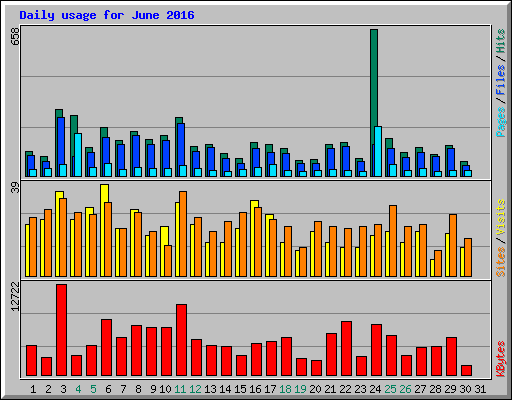 Daily usage for June 2016
658
Pages / Files / Hits
39
Sites / Visits
12722
KBytes
1 2 3 4 5 6 7 8 9 10 11 12 13 14 15 16 17 18 19 20 21 22 23 24 25 26 27 28 29 30 31